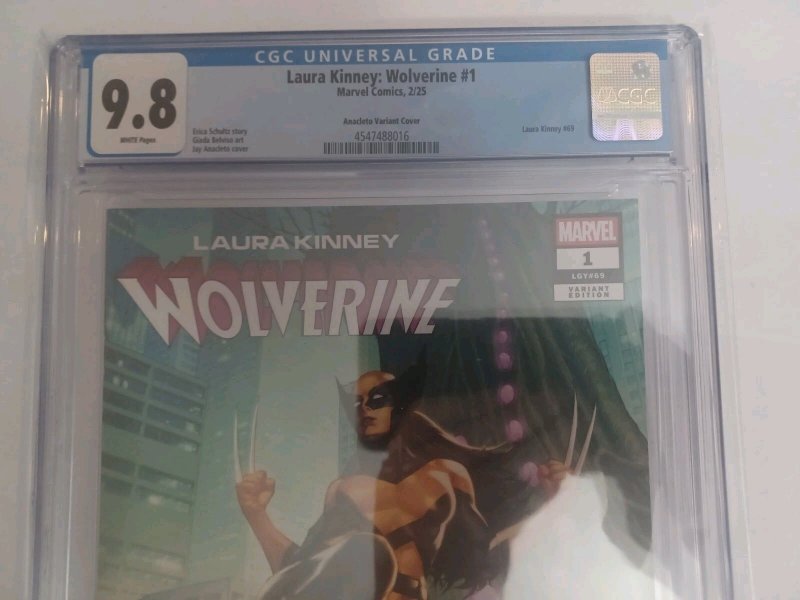 CGC UNIVERSAL GRADE
9.8
WHITE Pages
Laura Kinney: Wolverine #1
Marvel Comics, 2/25
Anacleto Variant Cover
Erica Schultz story
Giada Belviso art
Jay Anacleto cover
4547488016
Laura Kinney #69
CGC
LAURA KINNEY
WOLVERINE
MARVEL
1
LGY#69
VARIANT
EDITION